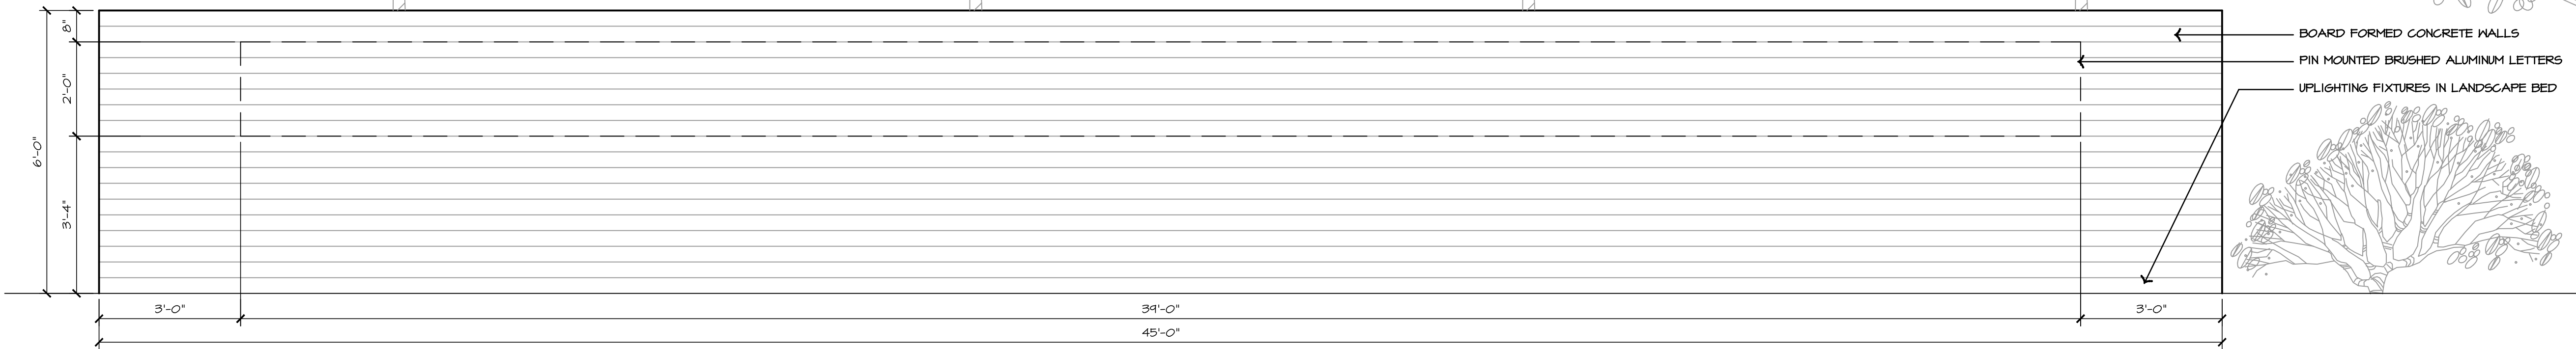 8"
BOARD FORMED CONCRETE WALLS
PIN MOUNTED BRUSHED ALUMINUM LETTERS
2'-0"
UPLIGHTING FIXTURES IN LANDSCAPE BED
6'-0"
3'-4"
3'-0"
39'-0"
3'-0"
45'-0"